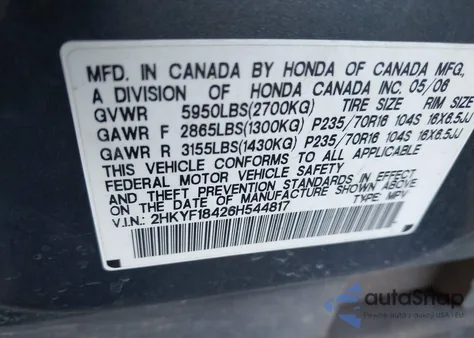 MFD. IN CANADA BY HONDA OF CANADA MFG.
A DIVISION OF HONDA CANADA INC. 05/06
GVWR 5950LBS(2700KG) TIRE SIZE RIM SIZE
GAWR F 2865LBS(1300KG) P235/70R16 104S 16X6.5JJ
GAWR R 3155LBS(1430KG) P235/70R16 104S 16X6.5JJ
THIS VEHICLE CONFORMS TO ALL APPLICABLE
FEDERAL MOTOR VEHICLE SAFETY
AND THEFT PREVENTION STANDARDS IN EFFECT
ON THE DATE OF MANUFACTURE SHOWN ABOVE.
V.I.N.: 2HKYF18426H544817 TYPE: MPV
autoSnap